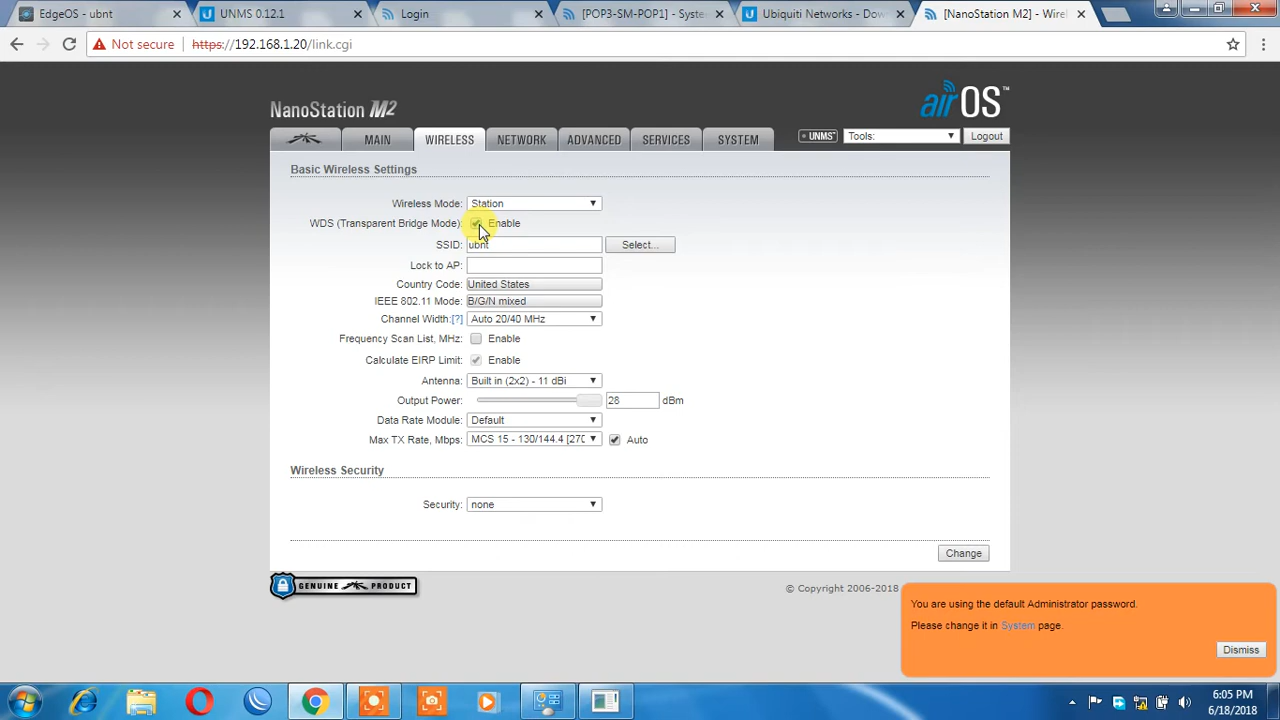 EdgeOS - ubnt
UNMS 0.12.1
Login
[POP3-SM-POP1] - Syste
Ubiquiti Networks - Dow
[NanoStation M2] - Wire
Not secure https://192.168.1.20/link.cgi
NanoStation M2
airOS™
MAIN WIRELESS NETWORK ADVANCED SERVICES SYSTEM UNMS Tools: Logout
Basic Wireless Settings
Wireless Mode: Station
WDS (Transparent Bridge Mode): Enable
SSID: ubnt Select...
Lock to AP:
Country Code: United States
IEEE 802.11 Mode: B/G/N mixed
Channel Width:[?] Auto 20/40 MHz
Frequency Scan List, MHz: Enable
Calculate EIRP Limit: Enable
Antenna: Built in (2x2) - 11 dBi
Output Power: 28 dBm
Data Rate Module: Default
Max TX Rate, Mbps: MCS 15 - 130/144.4 [270 Auto
Wireless Security
Security: none
Change
GENUINE PRODUCT
© Copyright 2006-2018
You are using the default Administrator password.
Please change it in System page.
Dismiss
6:05 PM
6/18/2018